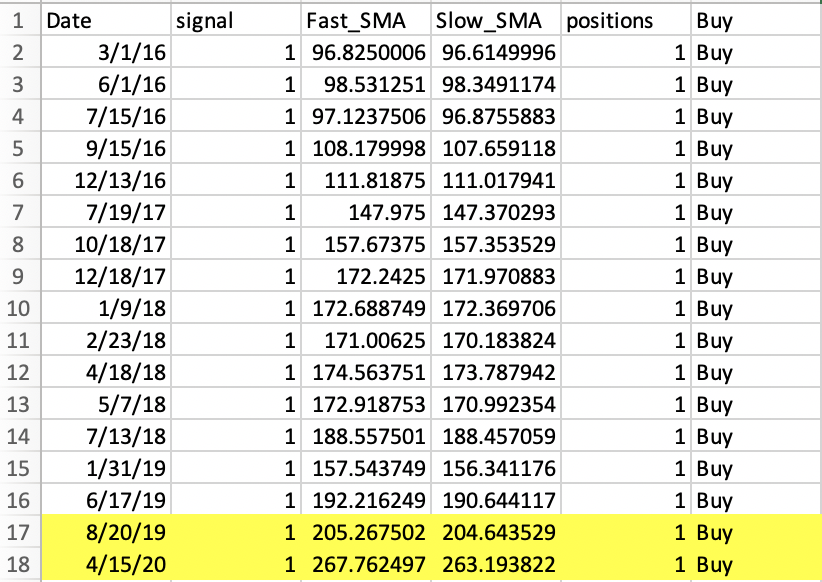 1 Date signal Fast_SMA Slow_SMA positions Buy
2 3/1/16 1 96.8250006 96.6149996 1 Buy
3 6/1/16 1 98.531251 98.3491174 1 Buy
4 7/15/16 1 97.1237506 96.8755883 1 Buy
5 9/15/16 1 108.179998 107.659118 1 Buy
6 12/13/16 1 111.81875 111.017941 1 Buy
7 7/19/17 1 147.975 147.370293 1 Buy
8 10/18/17 1 157.67375 157.353529 1 Buy
9 12/18/17 1 172.2425 171.970883 1 Buy
10 1/9/18 1 172.688749 172.369706 1 Buy
11 2/23/18 1 171.00625 170.183824 1 Buy
12 4/18/18 1 174.563751 173.787942 1 Buy
13 5/7/18 1 172.918753 170.992354 1 Buy
14 7/13/18 1 188.557501 188.457059 1 Buy
15 1/31/19 1 157.543749 156.341176 1 Buy
16 6/17/19 1 192.216249 190.644117 1 Buy
17 8/20/19 1 205.267502 204.643529 1 Buy
18 4/15/20 1 267.762497 263.193822 1 Buy